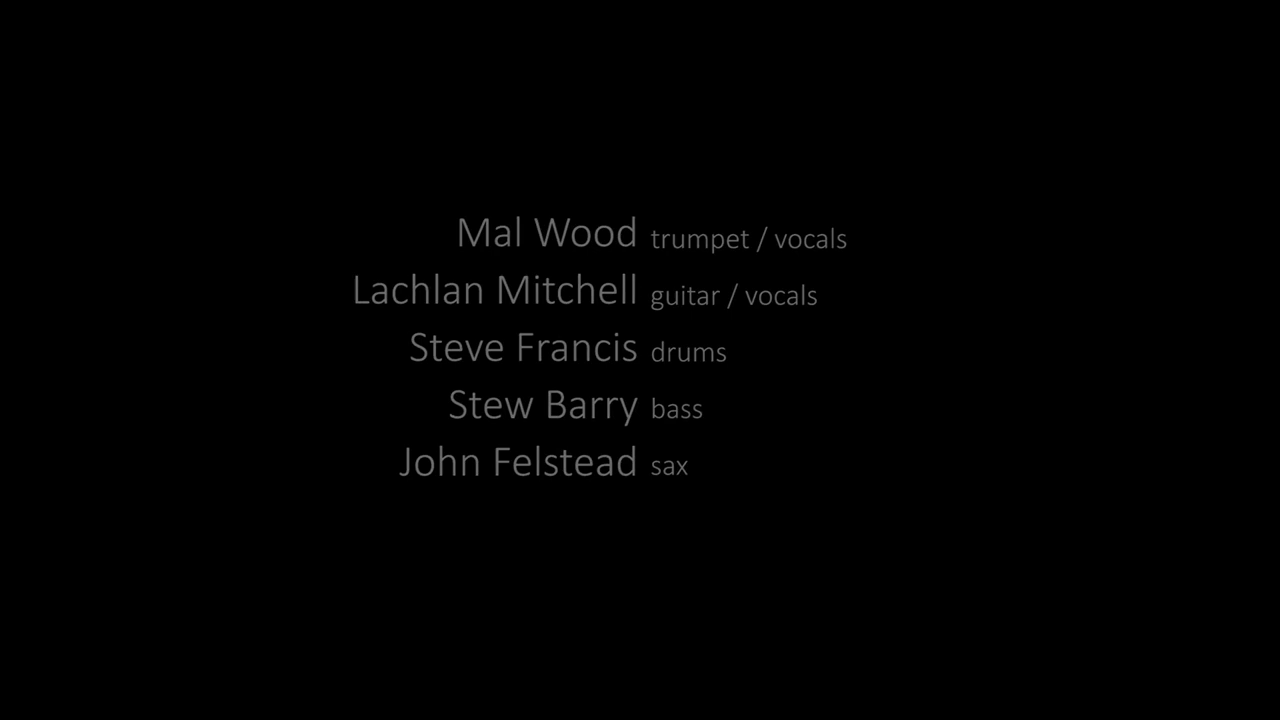 Mal Wood trumpet / vocals
Lachlan Mitchell guitar / vocals
Steve Francis drums
Stew Barry bass
John Felstead sax